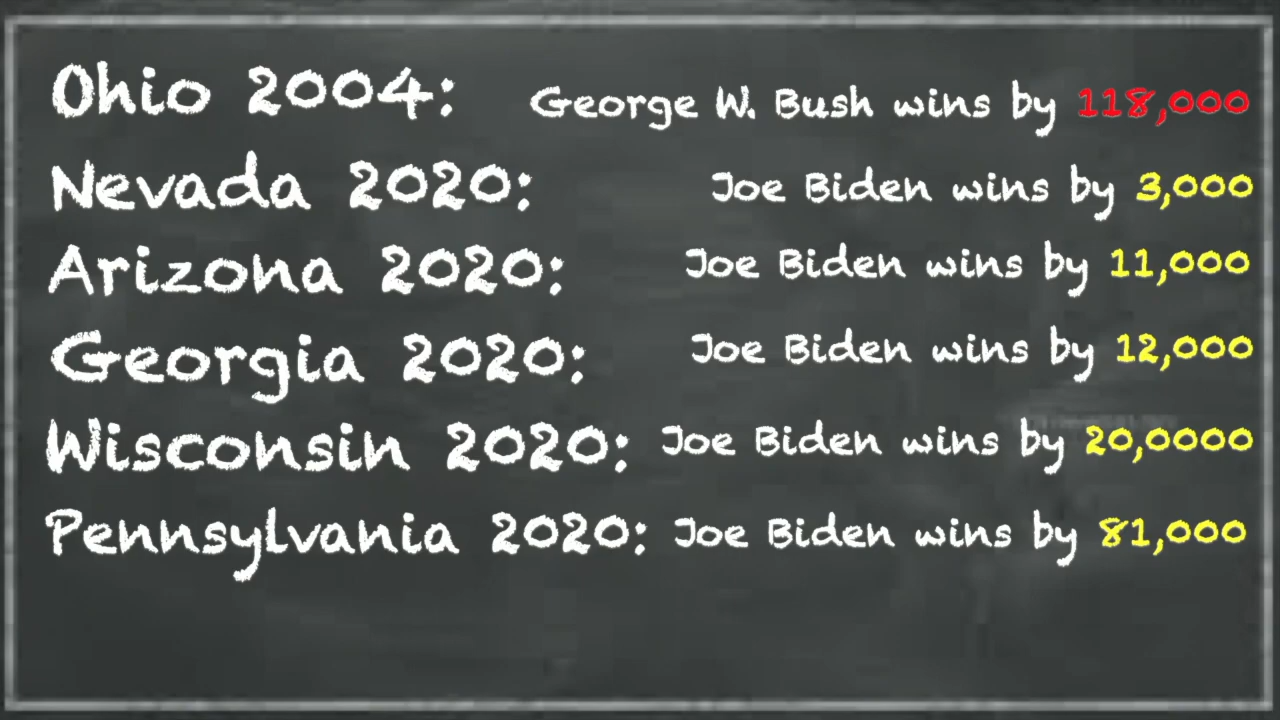 Ohio 2004: George W. Bush wins by 118,000
Nevada 2020: Joe Biden wins by 3,000
Arizona 2020: Joe Biden wins by 11,000
Georgia 2020: Joe Biden wins by 12,000
Wisconsin 2020: Joe Biden wins by 20,0000
Pennsylvania 2020: Joe Biden wins by 81,000